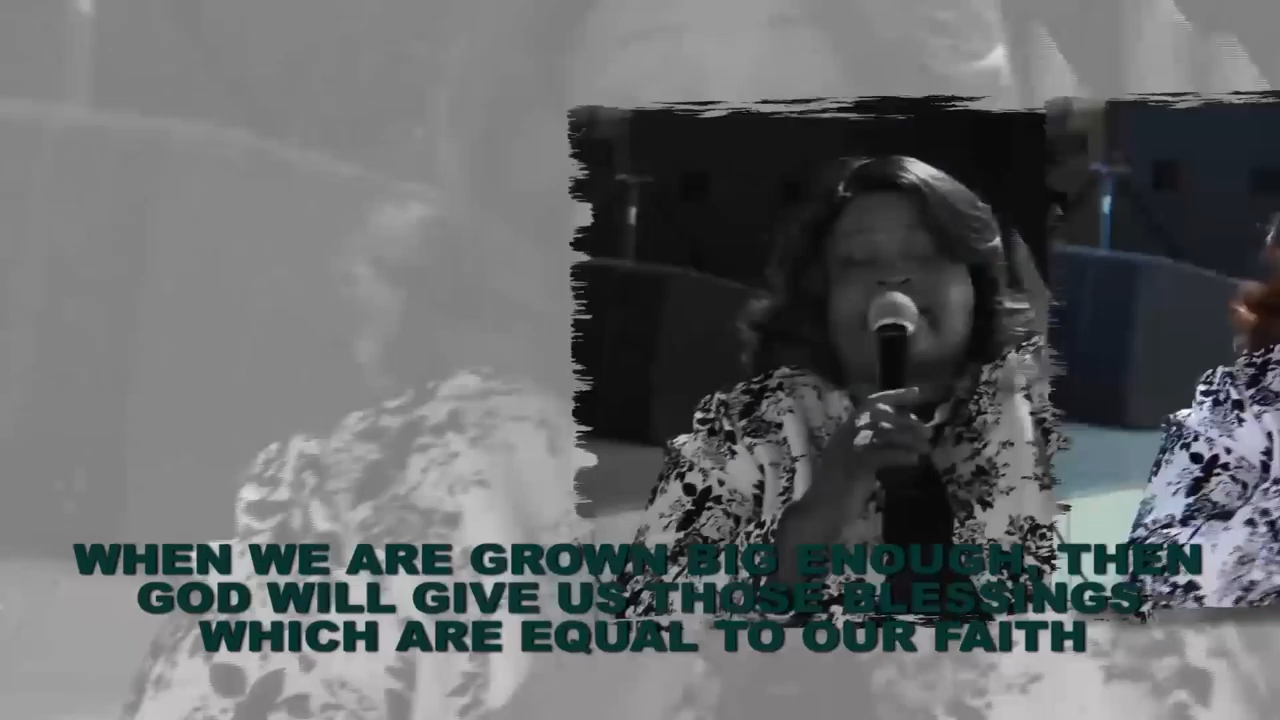 WHEN WE ARE GROWN BIG ENOUGH, THEN
GOD WILL GIVE US THOSE BLESSINGS
WHICH ARE EQUAL TO OUR FAITH